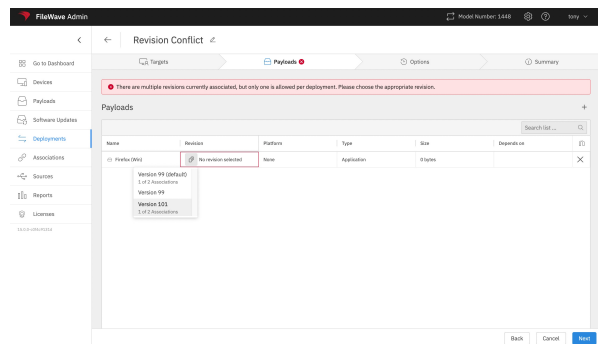 FileWave Admin
Model Number: 1448
tony
Revision Conflict
Go to Dashboard
Devices
Payloads
Software Updates
Deployments
Associations
Sources
Reports
Licenses
Targets
Payloads
Options
Summary
There are multiple revisions currently associated, but only one is allowed per deployment. Please choose the appropriate revision.
Payloads
Search list ...
Name Revision Platform Type Size Depends on
Firefox (Win) No revision selected None Application 0 bytes
Version 99 (default)
1 of 2 Associations
Version 99
Version 101
1 of 2 Associations
Back Cancel Next